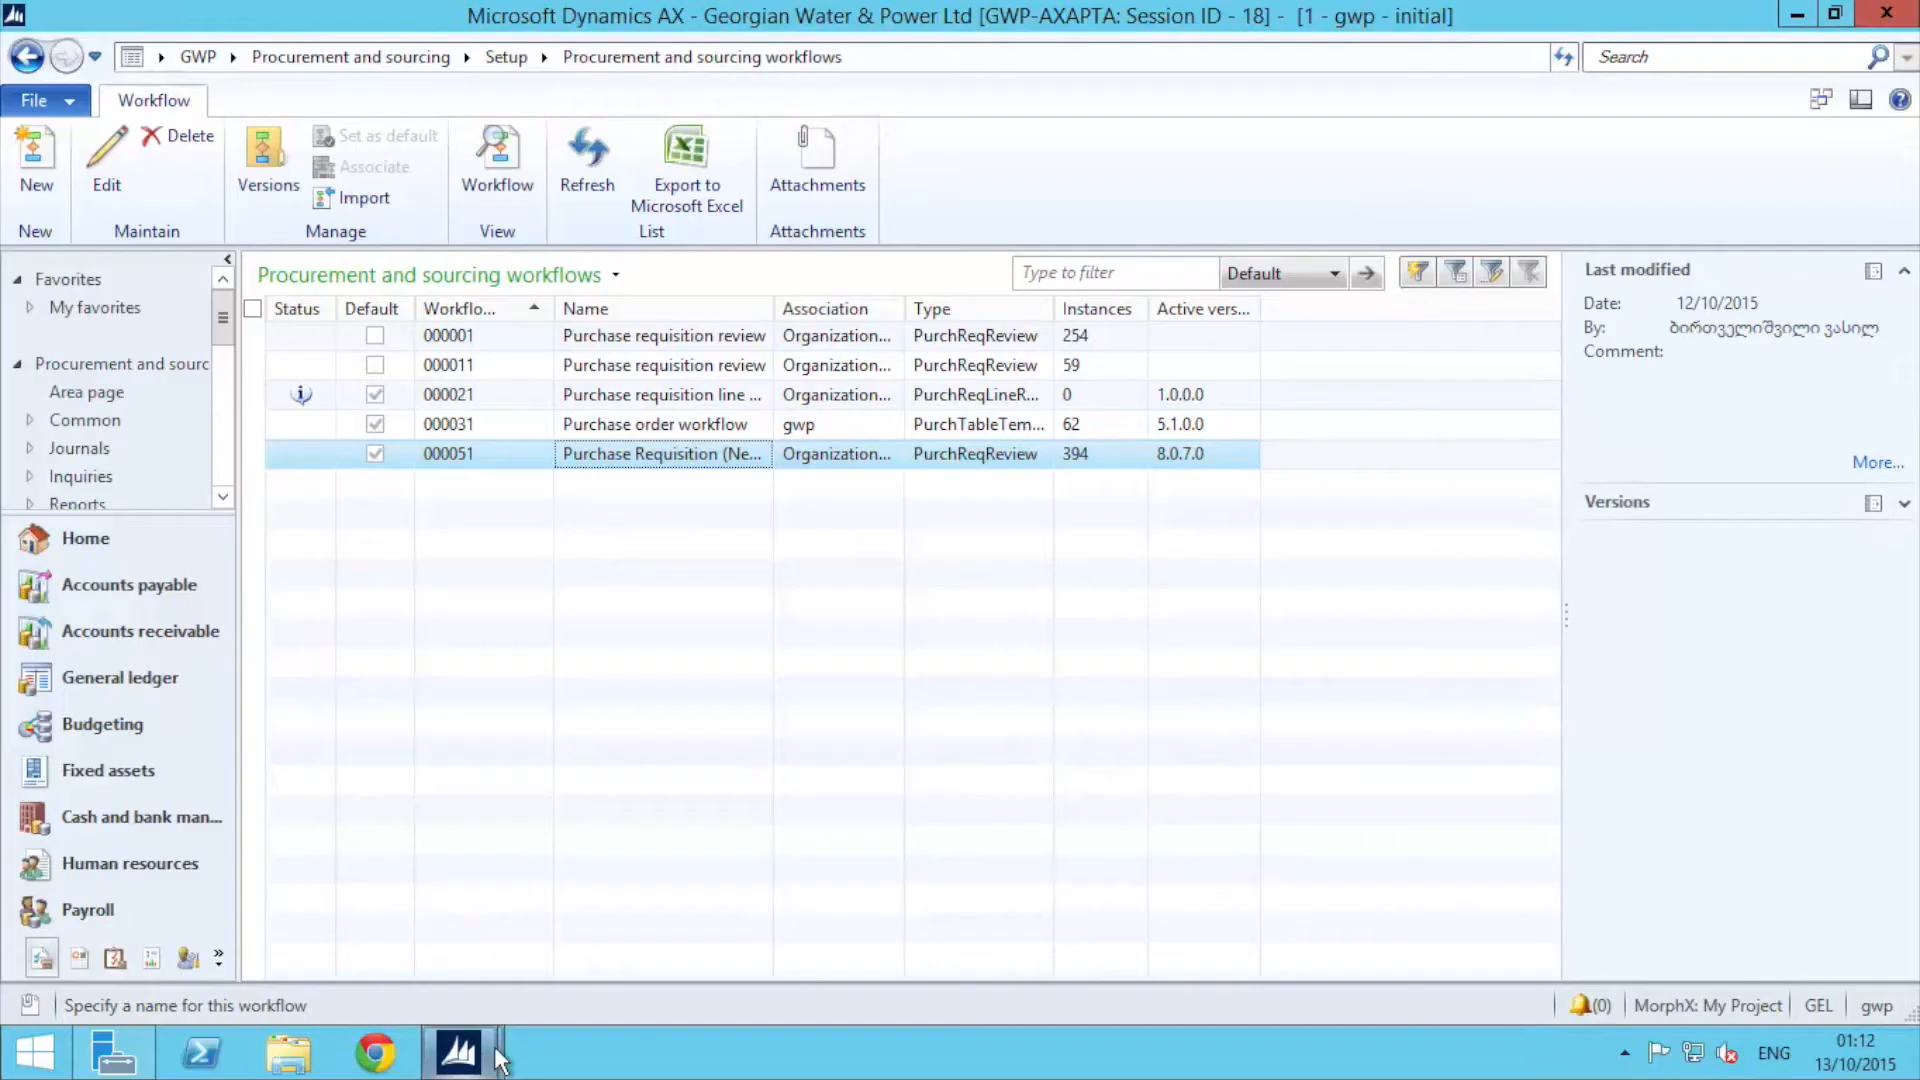 Microsoft Dynamics AX - Georgian Water & Power Ltd [GWP-AXAPTA: Session ID - 18] - [1 - gwp - initial]
GWP Procurement and sourcing Setup Procurement and sourcing workflows
Search
File Workflow
New Edit Delete Versions Set as default Associate Import Workflow Refresh Export to Microsoft Excel Attachments
New Maintain Manage View List Attachments
Favorites
My favorites
Procurement and sourc
Area page
Common
Journals
Inquiries
Reports
Home
Accounts payable
Accounts receivable
General ledger
Budgeting
Fixed assets
Cash and bank man...
Human resources
Payroll
Procurement and sourcing workflows
Type to filter Default
Status Default Workflo... Name Association Type Instances Active vers...
000001 Purchase requisition review Organization... PurchReqReview 254
000011 Purchase requisition review Organization... PurchReqReview 59
000021 Purchase requisition line ... Organization... PurchReqLineR... 0 1.0.0.0
000031 Purchase order workflow gwp PurchTableTem... 62 5.1.0.0
000051 Purchase Requisition (Ne... Organization... PurchReqReview 394 8.0.7.0
Last modified
Date: 12/10/2015
By: ბირთველიშვილი ვასილ
Comment:
More...
Versions
Specify a name for this workflow
(0) MorphX: My Project GEL gwp
ENG
01:12
13/10/2015